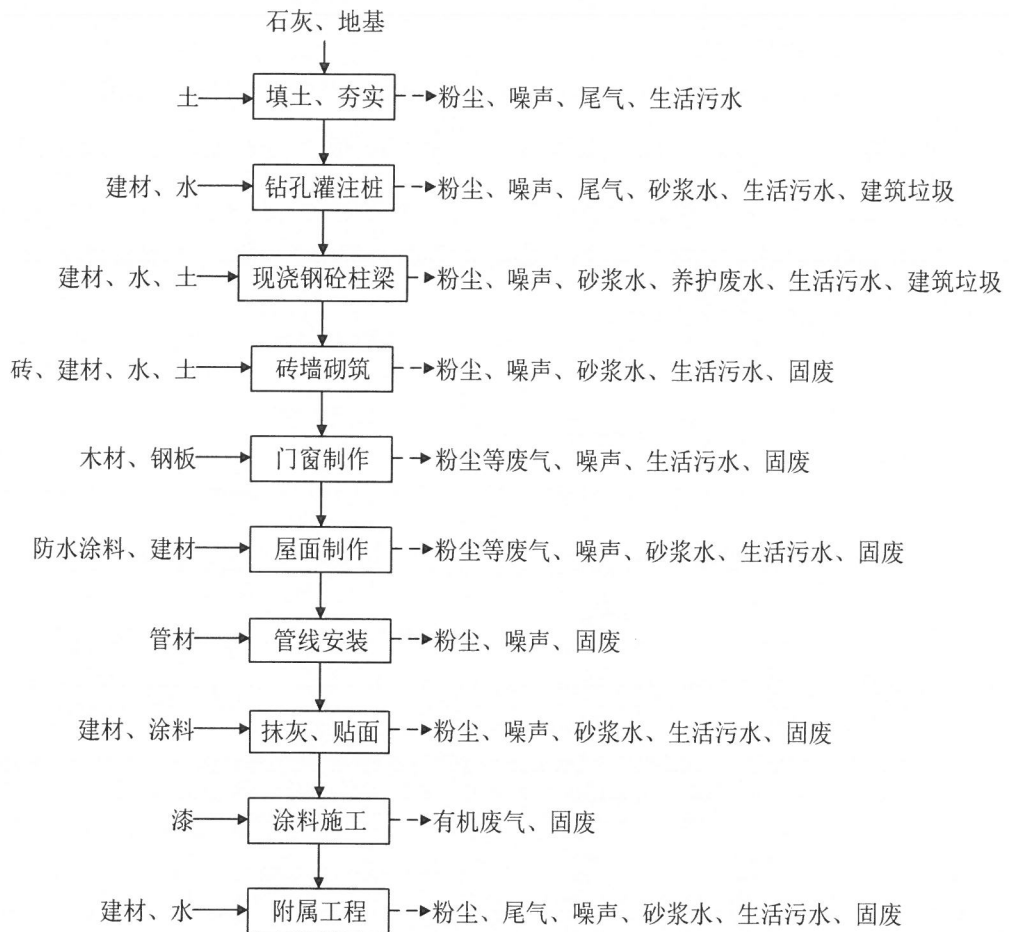 石灰、地基
土 填土、夯实 粉尘、噪声、尾气、生活污水
建材、水 钻孔灌注桩 粉尘、噪声、尾气、砂浆水、生活污水、建筑垃圾
建材、水、土 现浇钢砼柱梁 粉尘、噪声、砂浆水、养护废水、生活污水、建筑垃圾
砖、建材、水、土 砖墙砌筑 粉尘、噪声、砂浆水、生活污水、固废
木材、钢板 门窗制作 粉尘等废气、噪声、生活污水、固废
防水涂料、建材 屋面制作 粉尘等废气、噪声、砂浆水、生活污水、固废
管材 管线安装 粉尘、噪声、固废
建材、涂料 抹灰、贴面 粉尘、噪声、砂浆水、生活污水、固废
漆 涂料施工 有机废气、固废
建材、水 附属工程 粉尘、尾气、噪声、砂浆水、生活污水、固废